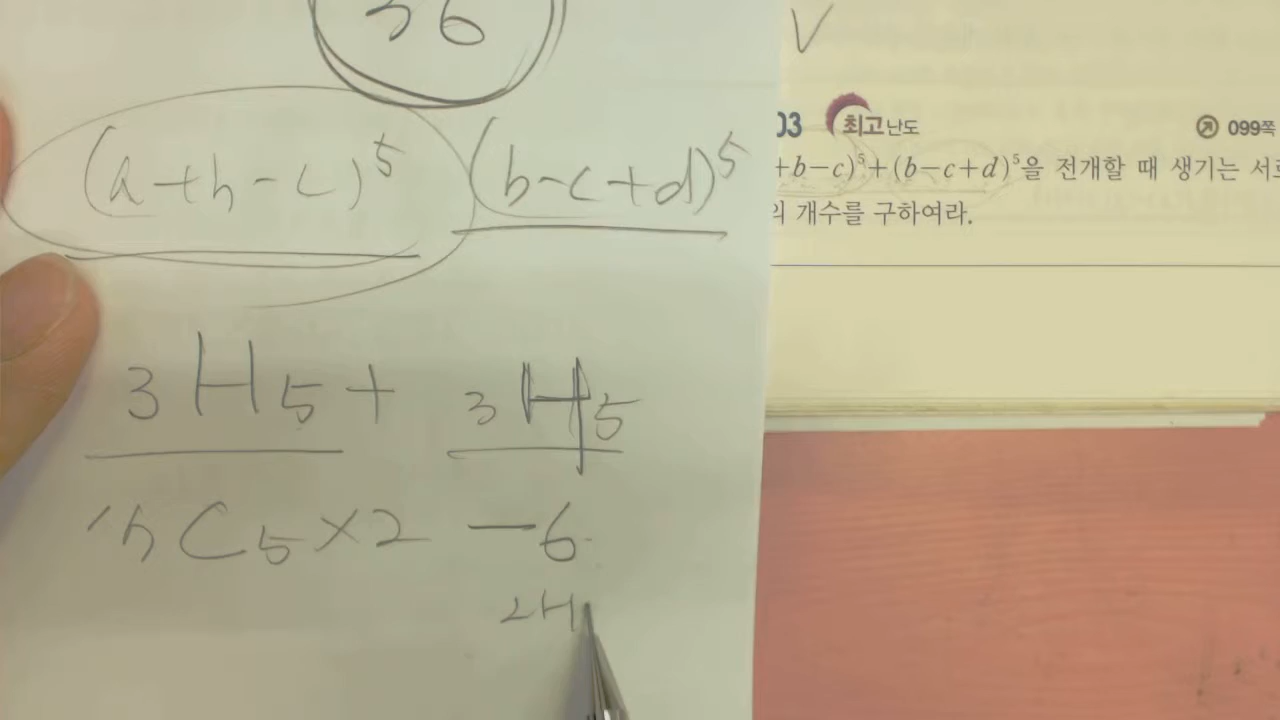 36
(a+b-c)⁵ (b-c+d)⁵
₃H₅ + ₃H₅
C₅×2 -6
₂H
V
03 최고난도 099쪽
+b-c)⁵+(b-c+d)⁵을 전개할 때 생기는 서로
의 개수를 구하여라.